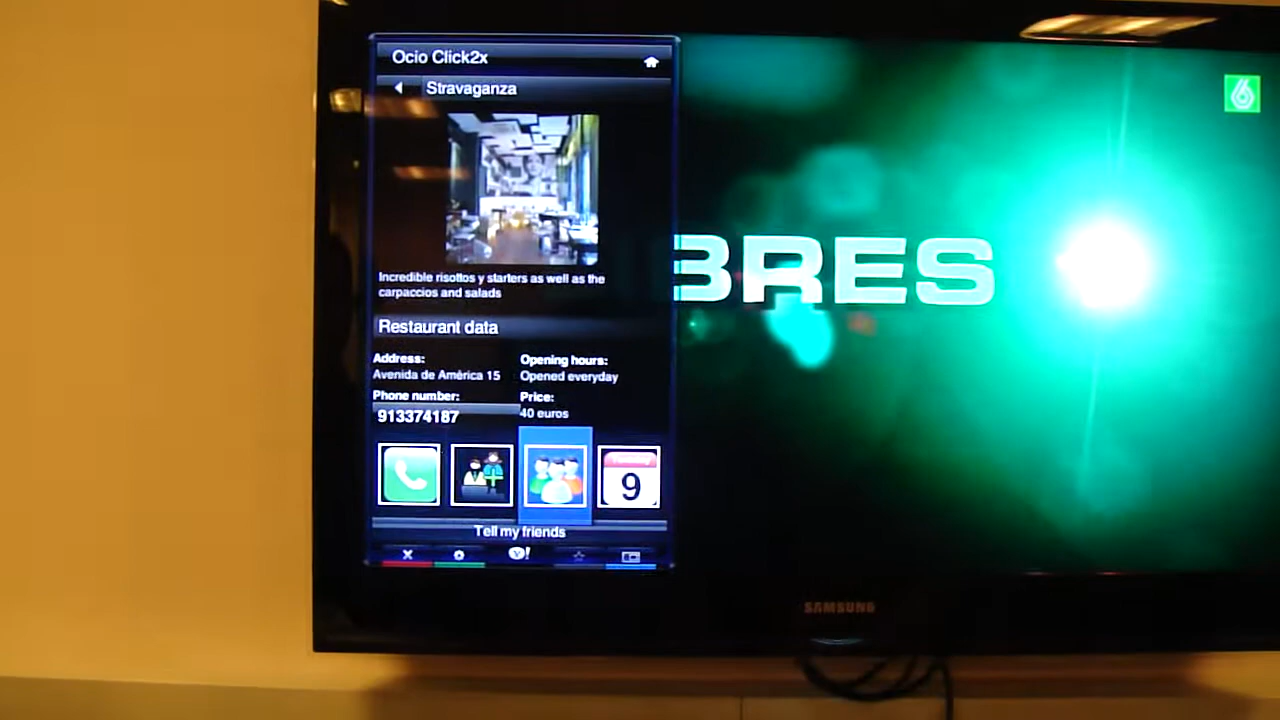 Ocio Click2x
Stravaganza
Incredible risottos y starters as well as the
carpaccios and salads
Restaurant data
Address:
Avenida de América 15
Opening hours:
Opened everyday
Phone number:
913374187
Price:
40 euros
9
Tell my friends
Y!
BRES
6
SAMSUNG